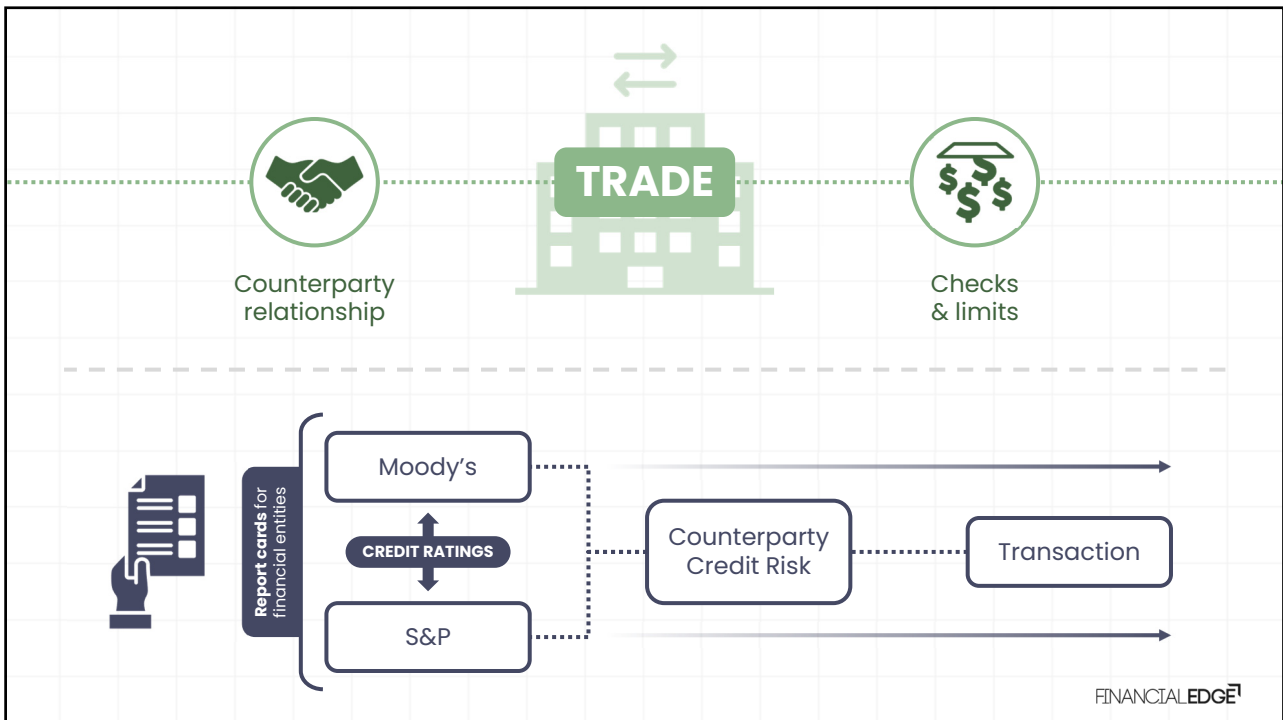 TRADE
Counterparty
relationship
Checks
& limits
Report cards for
financial entities
Moody's
CREDIT RATINGS
S&P
Counterparty
Credit Risk
Transaction
FINANCIALEDGE